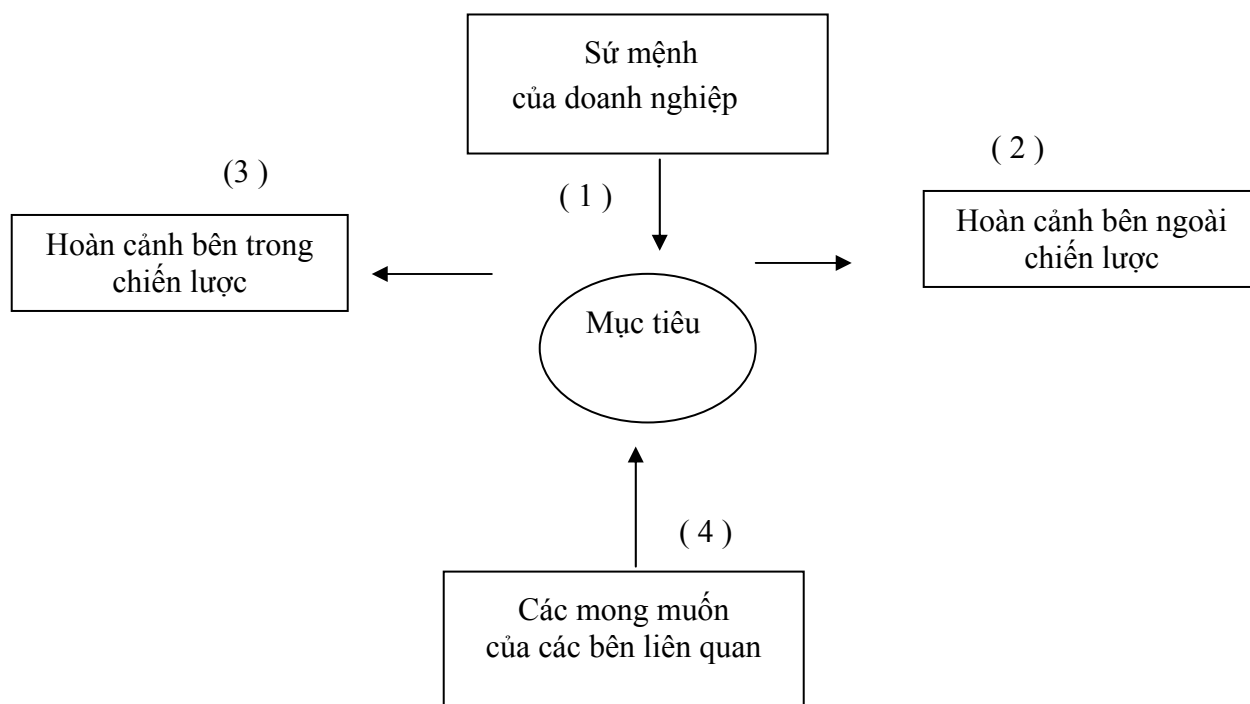 Sứ mệnh
của doanh nghiệp
( 2 )
(3 )
( 1 )
Hoàn cảnh bên trong
chiến lược
Hoàn cảnh bên ngoài
chiến lược
Mục tiêu
( 4 )
Các mong muốn
của các bên liên quan